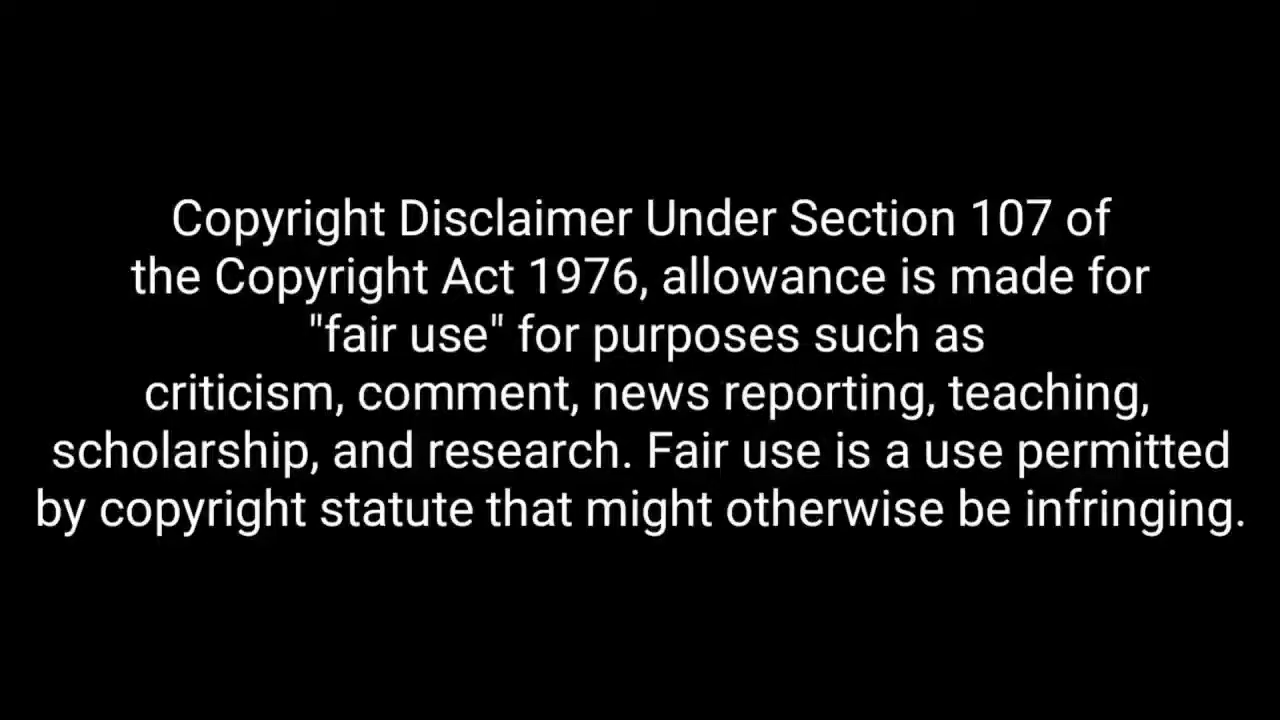 Copyright Disclaimer Under Section 107 of
the Copyright Act 1976, allowance is made for
"fair use" for purposes such as
criticism, comment, news reporting, teaching,
scholarship, and research. Fair use is a use permitted
by copyright statute that might otherwise be infringing.